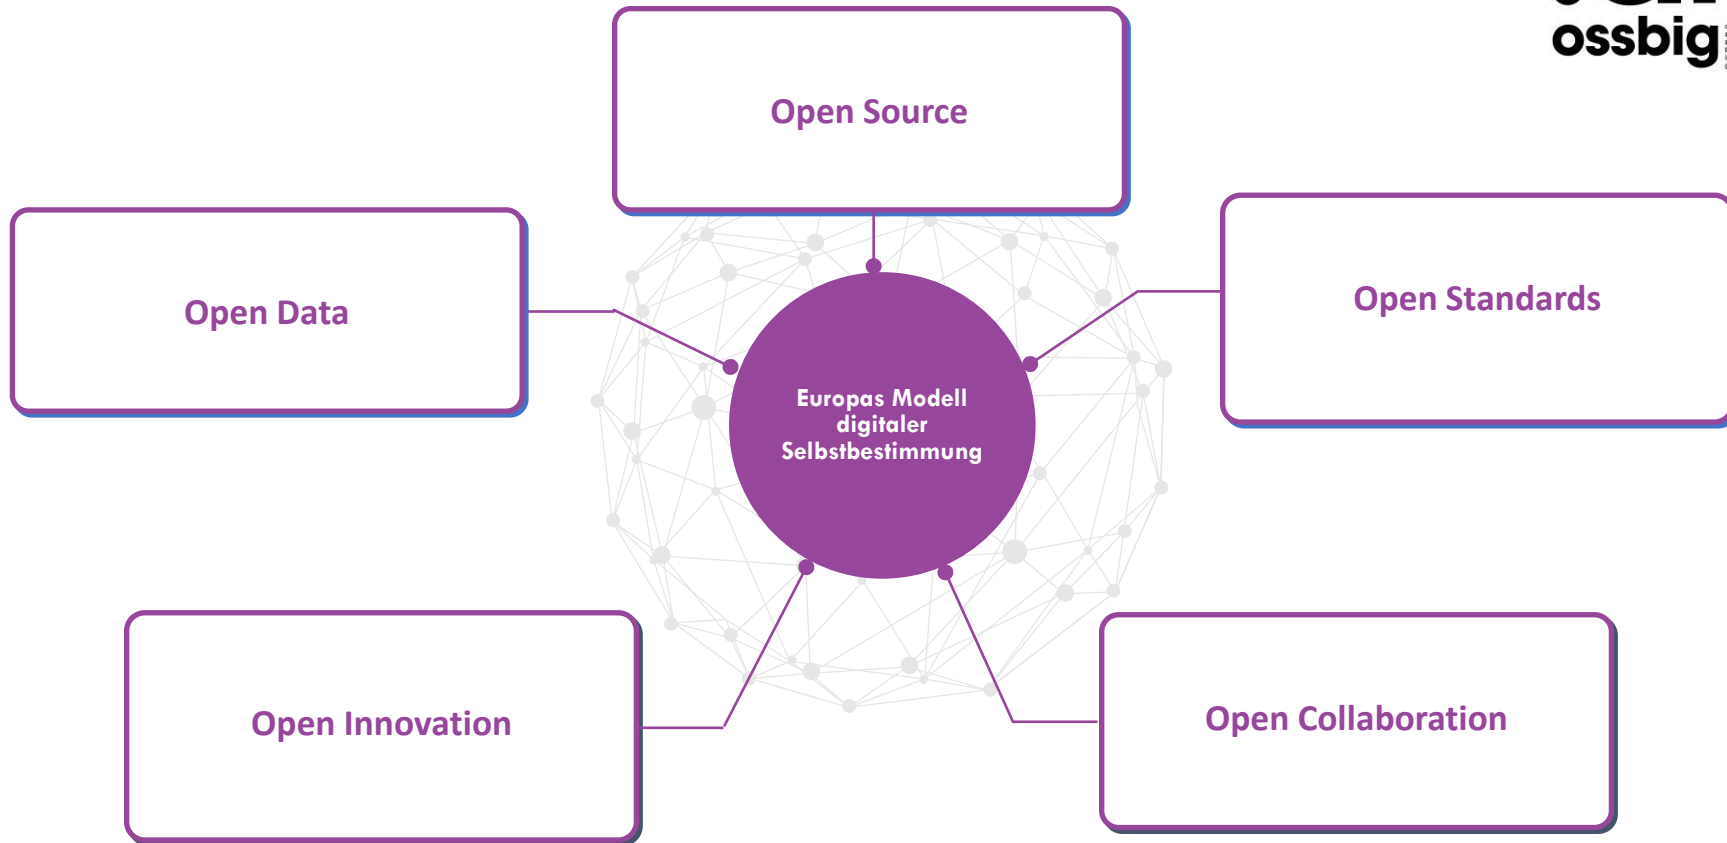 ossbig
Open Source
Open Data
Open Standards
Europas Modell
digitaler
Selbstbestimmung
Open Innovation
Open Collaboration